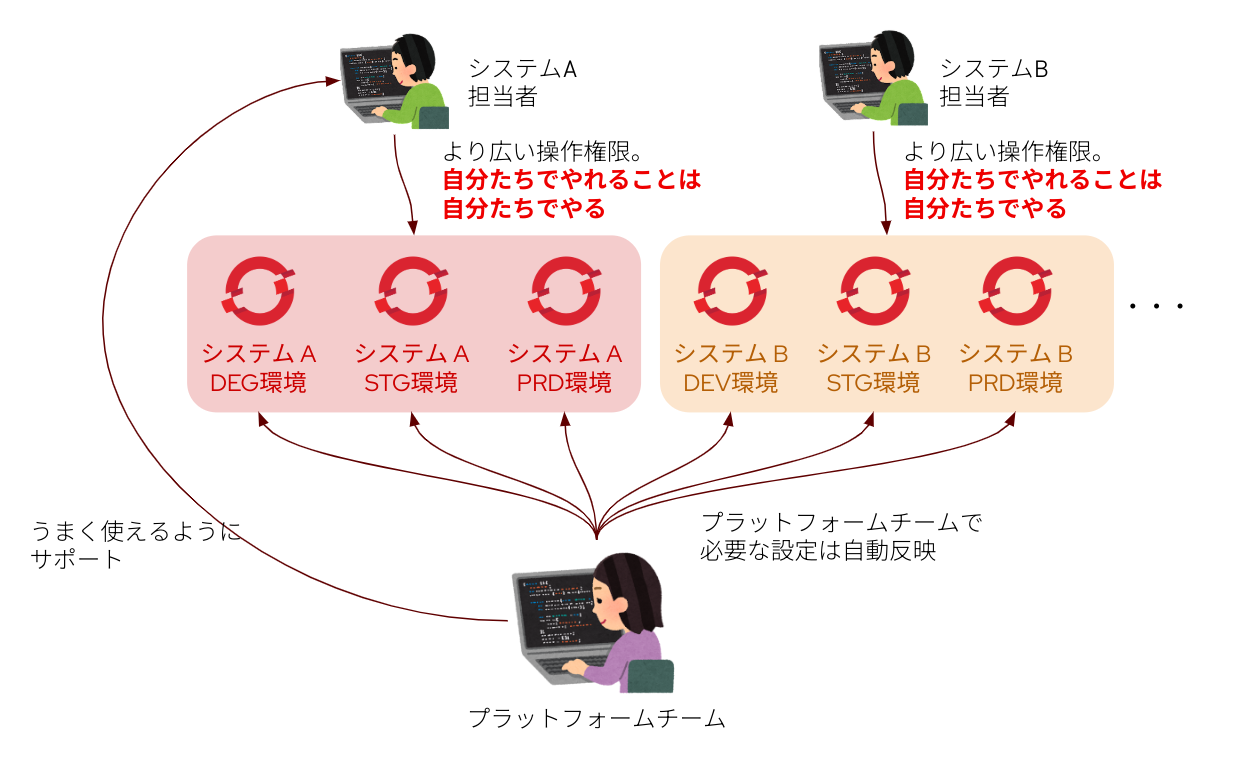 システムA
担当者
システムB
担当者
より広い操作権限。
自分たちでやれることは
自分たちでやる
より広い操作権限。
自分たちでやれることは
自分たちでやる
システム A
DEG環境
システム A
STG環境
システム A
PRD環境
システム B
DEV環境
システム B
STG環境
システム B
PRD環境
・・・
うまく使えるように
サポート
プラットフォームチームで
必要な設定は自動反映
プラットフォームチーム